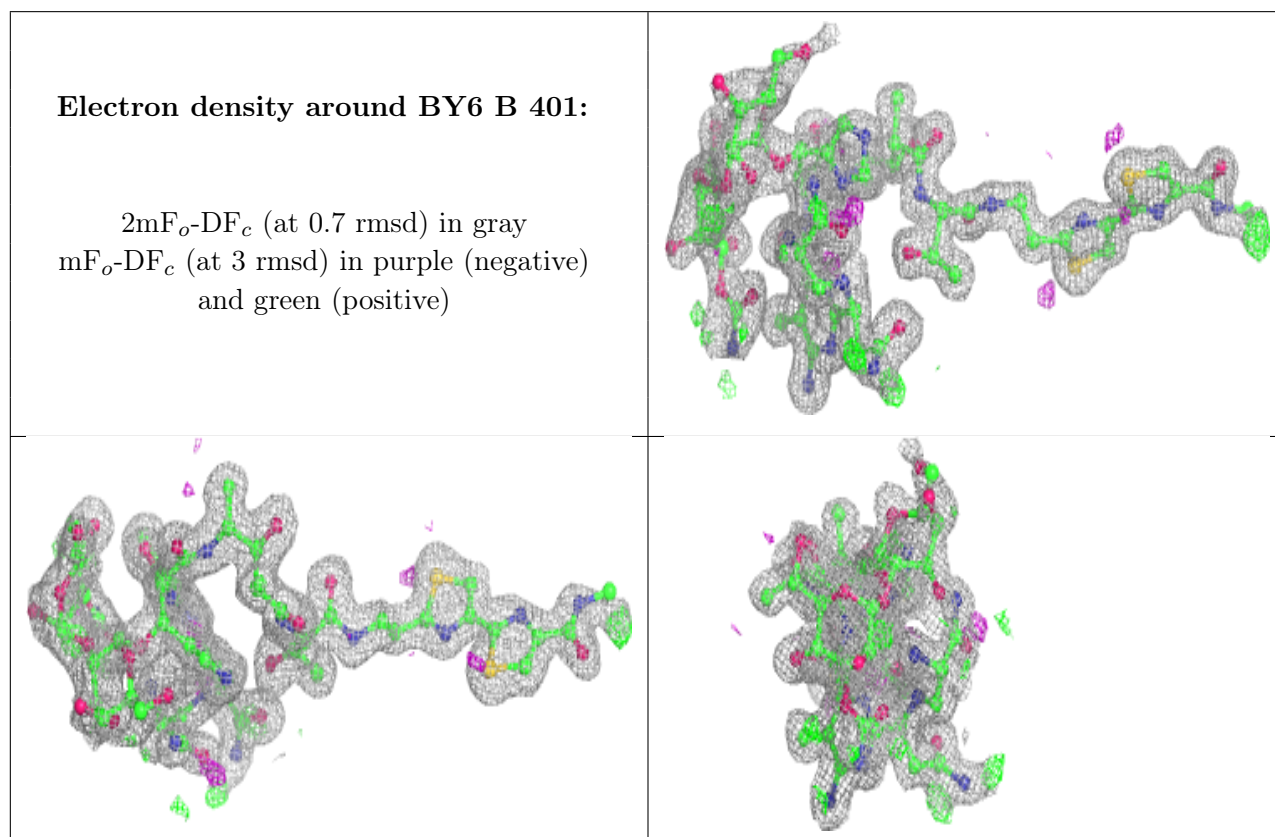 Electron density around BY6 B 401:
2mFₒ-DF𝑐 (at 0.7 rmsd) in gray
mFₒ-DF𝑐 (at 3 rmsd) in purple (negative)
and green (positive)